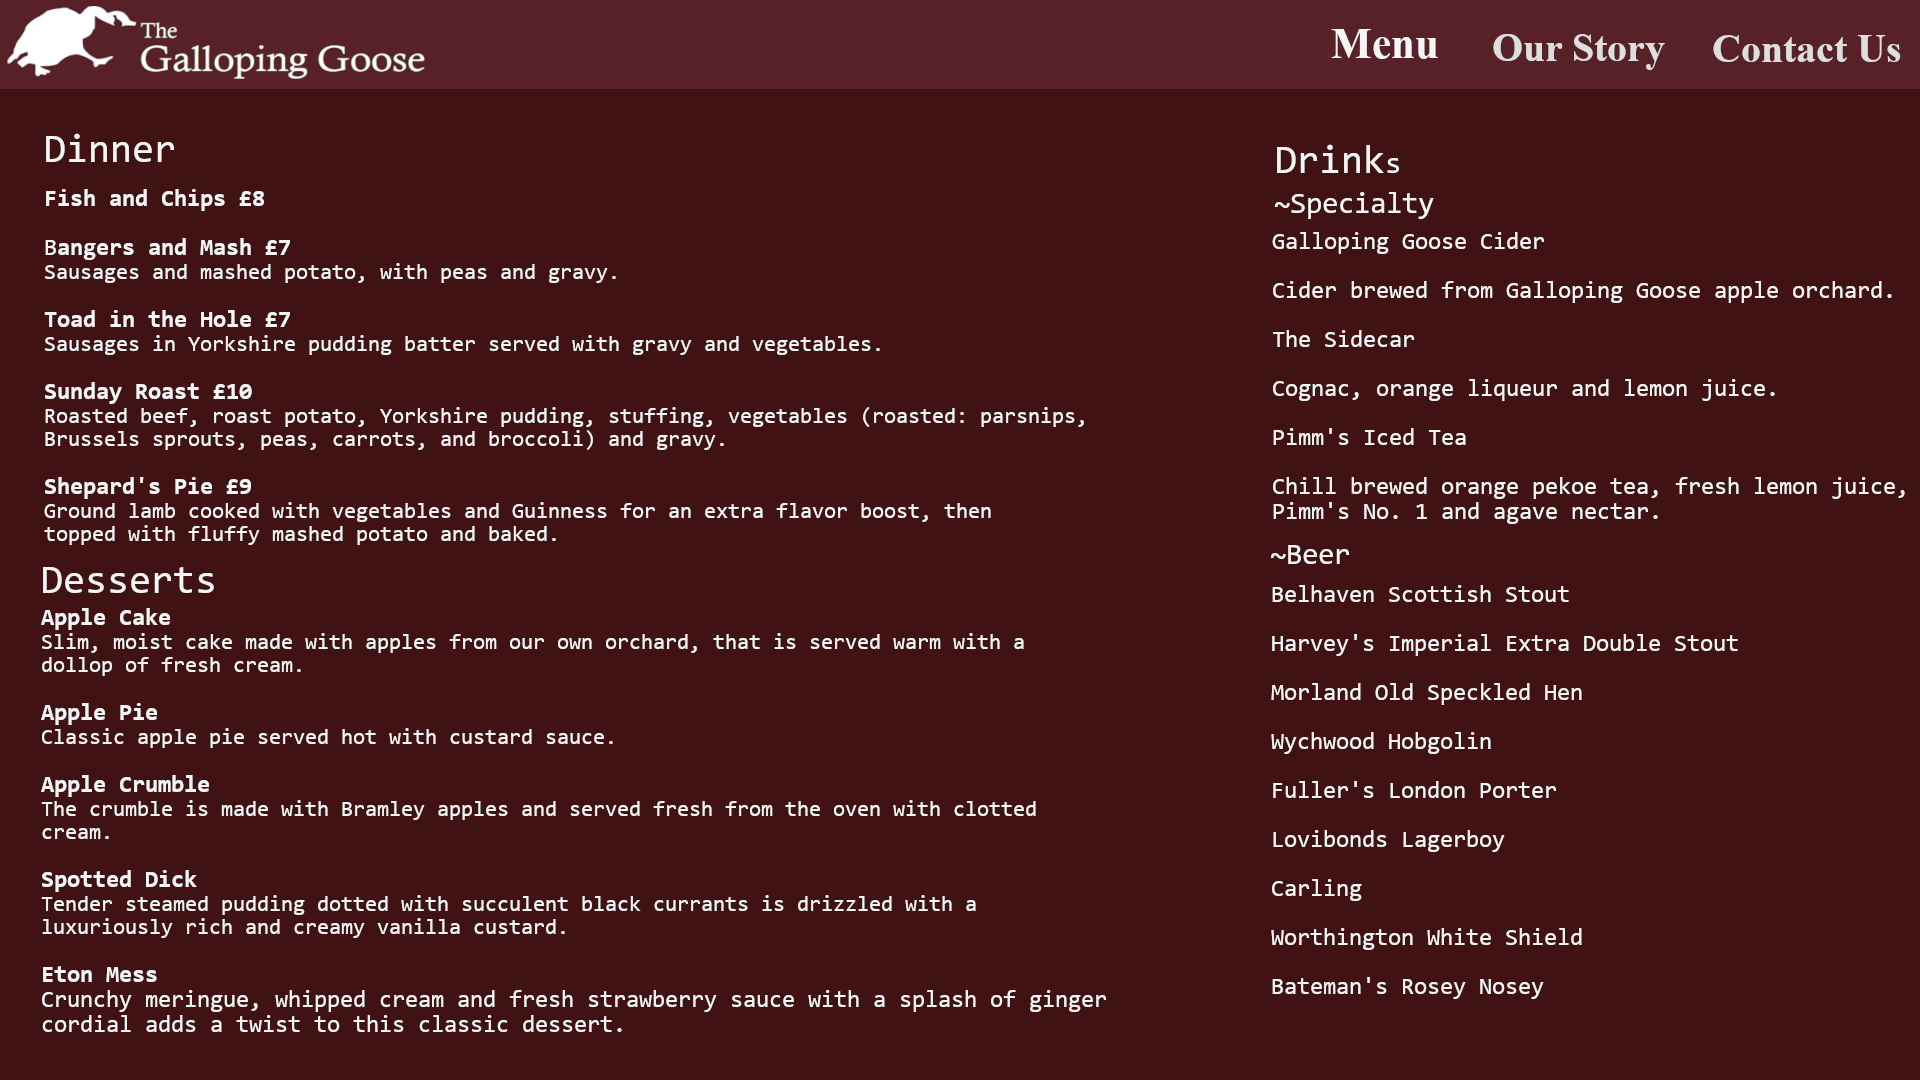 The
Galloping Goose
Menu
Our Story
Contact Us
Dinner
Fish and Chips £8
Bangers and Mash £7
Sausages and mashed potato, with peas and gravy.
Toad in the Hole £7
Sausages in Yorkshire pudding batter served with gravy and vegetables.
Sunday Roast £10
Roasted beef, roast potato, Yorkshire pudding, stuffing, vegetables (roasted: parsnips,
Brussels sprouts, peas, carrots, and broccoli) and gravy.
Shepard's Pie £9
Ground lamb cooked with vegetables and Guinness for an extra flavor boost, then
topped with fluffy mashed potato and baked.
Desserts
Apple Cake
Slim, moist cake made with apples from our own orchard, that is served warm with a
dollop of fresh cream.
Apple Pie
Classic apple pie served hot with custard sauce.
Apple Crumble
The crumble is made with Bramley apples and served fresh from the oven with clotted
cream.
Spotted Dick
Tender steamed pudding dotted with succulent black currants is drizzled with a
luxuriously rich and creamy vanilla custard.
Eton Mess
Crunchy meringue, whipped cream and fresh strawberry sauce with a splash of ginger
cordial adds a twist to this classic dessert.
Drinks
~Specialty
Galloping Goose Cider
Cider brewed from Galloping Goose apple orchard.
The Sidecar
Cognac, orange liqueur and lemon juice.
Pimm's Iced Tea
Chill brewed orange pekoe tea, fresh lemon juice,
Pimm's No. 1 and agave nectar.
~Beer
Belhaven Scottish Stout
Harvey's Imperial Extra Double Stout
Morland Old Speckled Hen
Wychwood Hobgolin
Fuller's London Porter
Lovibonds Lagerboy
Carling
Worthington White Shield
Bateman's Rosey Nosey